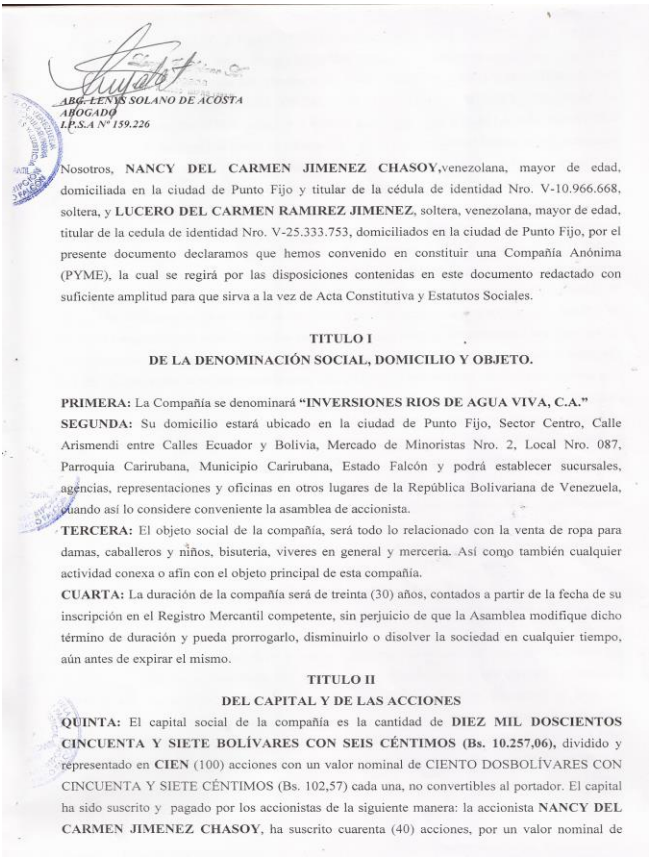 ABG. LENYS SOLANO DE ACOSTA
ABOGADO
I.P.S.A Nº 159.226
Nosotros, NANCY DEL CARMEN JIMENEZ CHASOY,venezolana, mayor de edad,
domiciliada en la ciudad de Punto Fijo y titular de la cédula de identidad Nro. V-10.966.668,
soltera, y LUCERO DEL CARMEN RAMIREZ JIMENEZ, soltera, venezolana, mayor de edad,
titular de la cedula de identidad Nro. V-25.333.753, domiciliados en la ciudad de Punto Fijo, por el
presente documento declaramos que hemos convenido en constituir una Compañía Anónima
(PYME), la cual se regirá por las disposiciones contenidas en este documento redactado con
suficiente amplitud para que sirva a la vez de Acta Constitutiva y Estatutos Sociales.
TITULO I
DE LA DENOMINACIÓN SOCIAL, DOMICILIO Y OBJETO.
PRIMERA: La Compañía se denominará “INVERSIONES RIOS DE AGUA VIVA, C.A.”
SEGUNDA: Su domicilio estará ubicado en la ciudad de Punto Fijo, Sector Centro, Calle
Arismendi entre Calles Ecuador y Bolivia, Mercado de Minoristas Nro. 2, Local Nro. 087,
Parroquia Carirubana, Municipio Carirubana, Estado Falcón y podrá establecer sucursales,
agencias, representaciones y oficinas en otros lugares de la República Bolivariana de Venezuela,
cuando así lo considere conveniente la asamblea de accionista.
TERCERA: El objeto social de la compañía, será todo lo relacionado con la venta de ropa para
damas, caballeros y niños, bisuteria, viveres en general y merceria. Así como también cualquier
actividad conexa o afín con el objeto principal de esta compañía.
CUARTA: La duración de la compañía será de treinta (30) años, contados a partir de la fecha de su
inscripción en el Registro Mercantil competente, sin perjuicio de que la Asamblea modifique dicho
término de duración y pueda prorrogarlo, disminuirlo o disolver la sociedad en cualquier tiempo,
aún antes de expirar el mismo.
TITULO II
DEL CAPITAL Y DE LAS ACCIONES
QUINTA: El capital social de la compañía es la cantidad de DIEZ MIL DOSCIENTOS
CINCUENTA Y SIETE BOLÍVARES CON SEIS CÉNTIMOS (Bs. 10.257,06), dividido y
representado en CIEN (100) acciones con un valor nominal de CIENTO DOSBOLÍVARES CON
CINCUENTA Y SIETE CÉNTIMOS (Bs. 102,57) cada una, no convertibles al portador. El capital
ha sido suscrito y pagado por los accionistas de la siguiente manera: la accionista NANCY DEL
CARMEN JIMENEZ CHASOY, ha suscrito cuarenta (40) acciones, por un valor nominal de